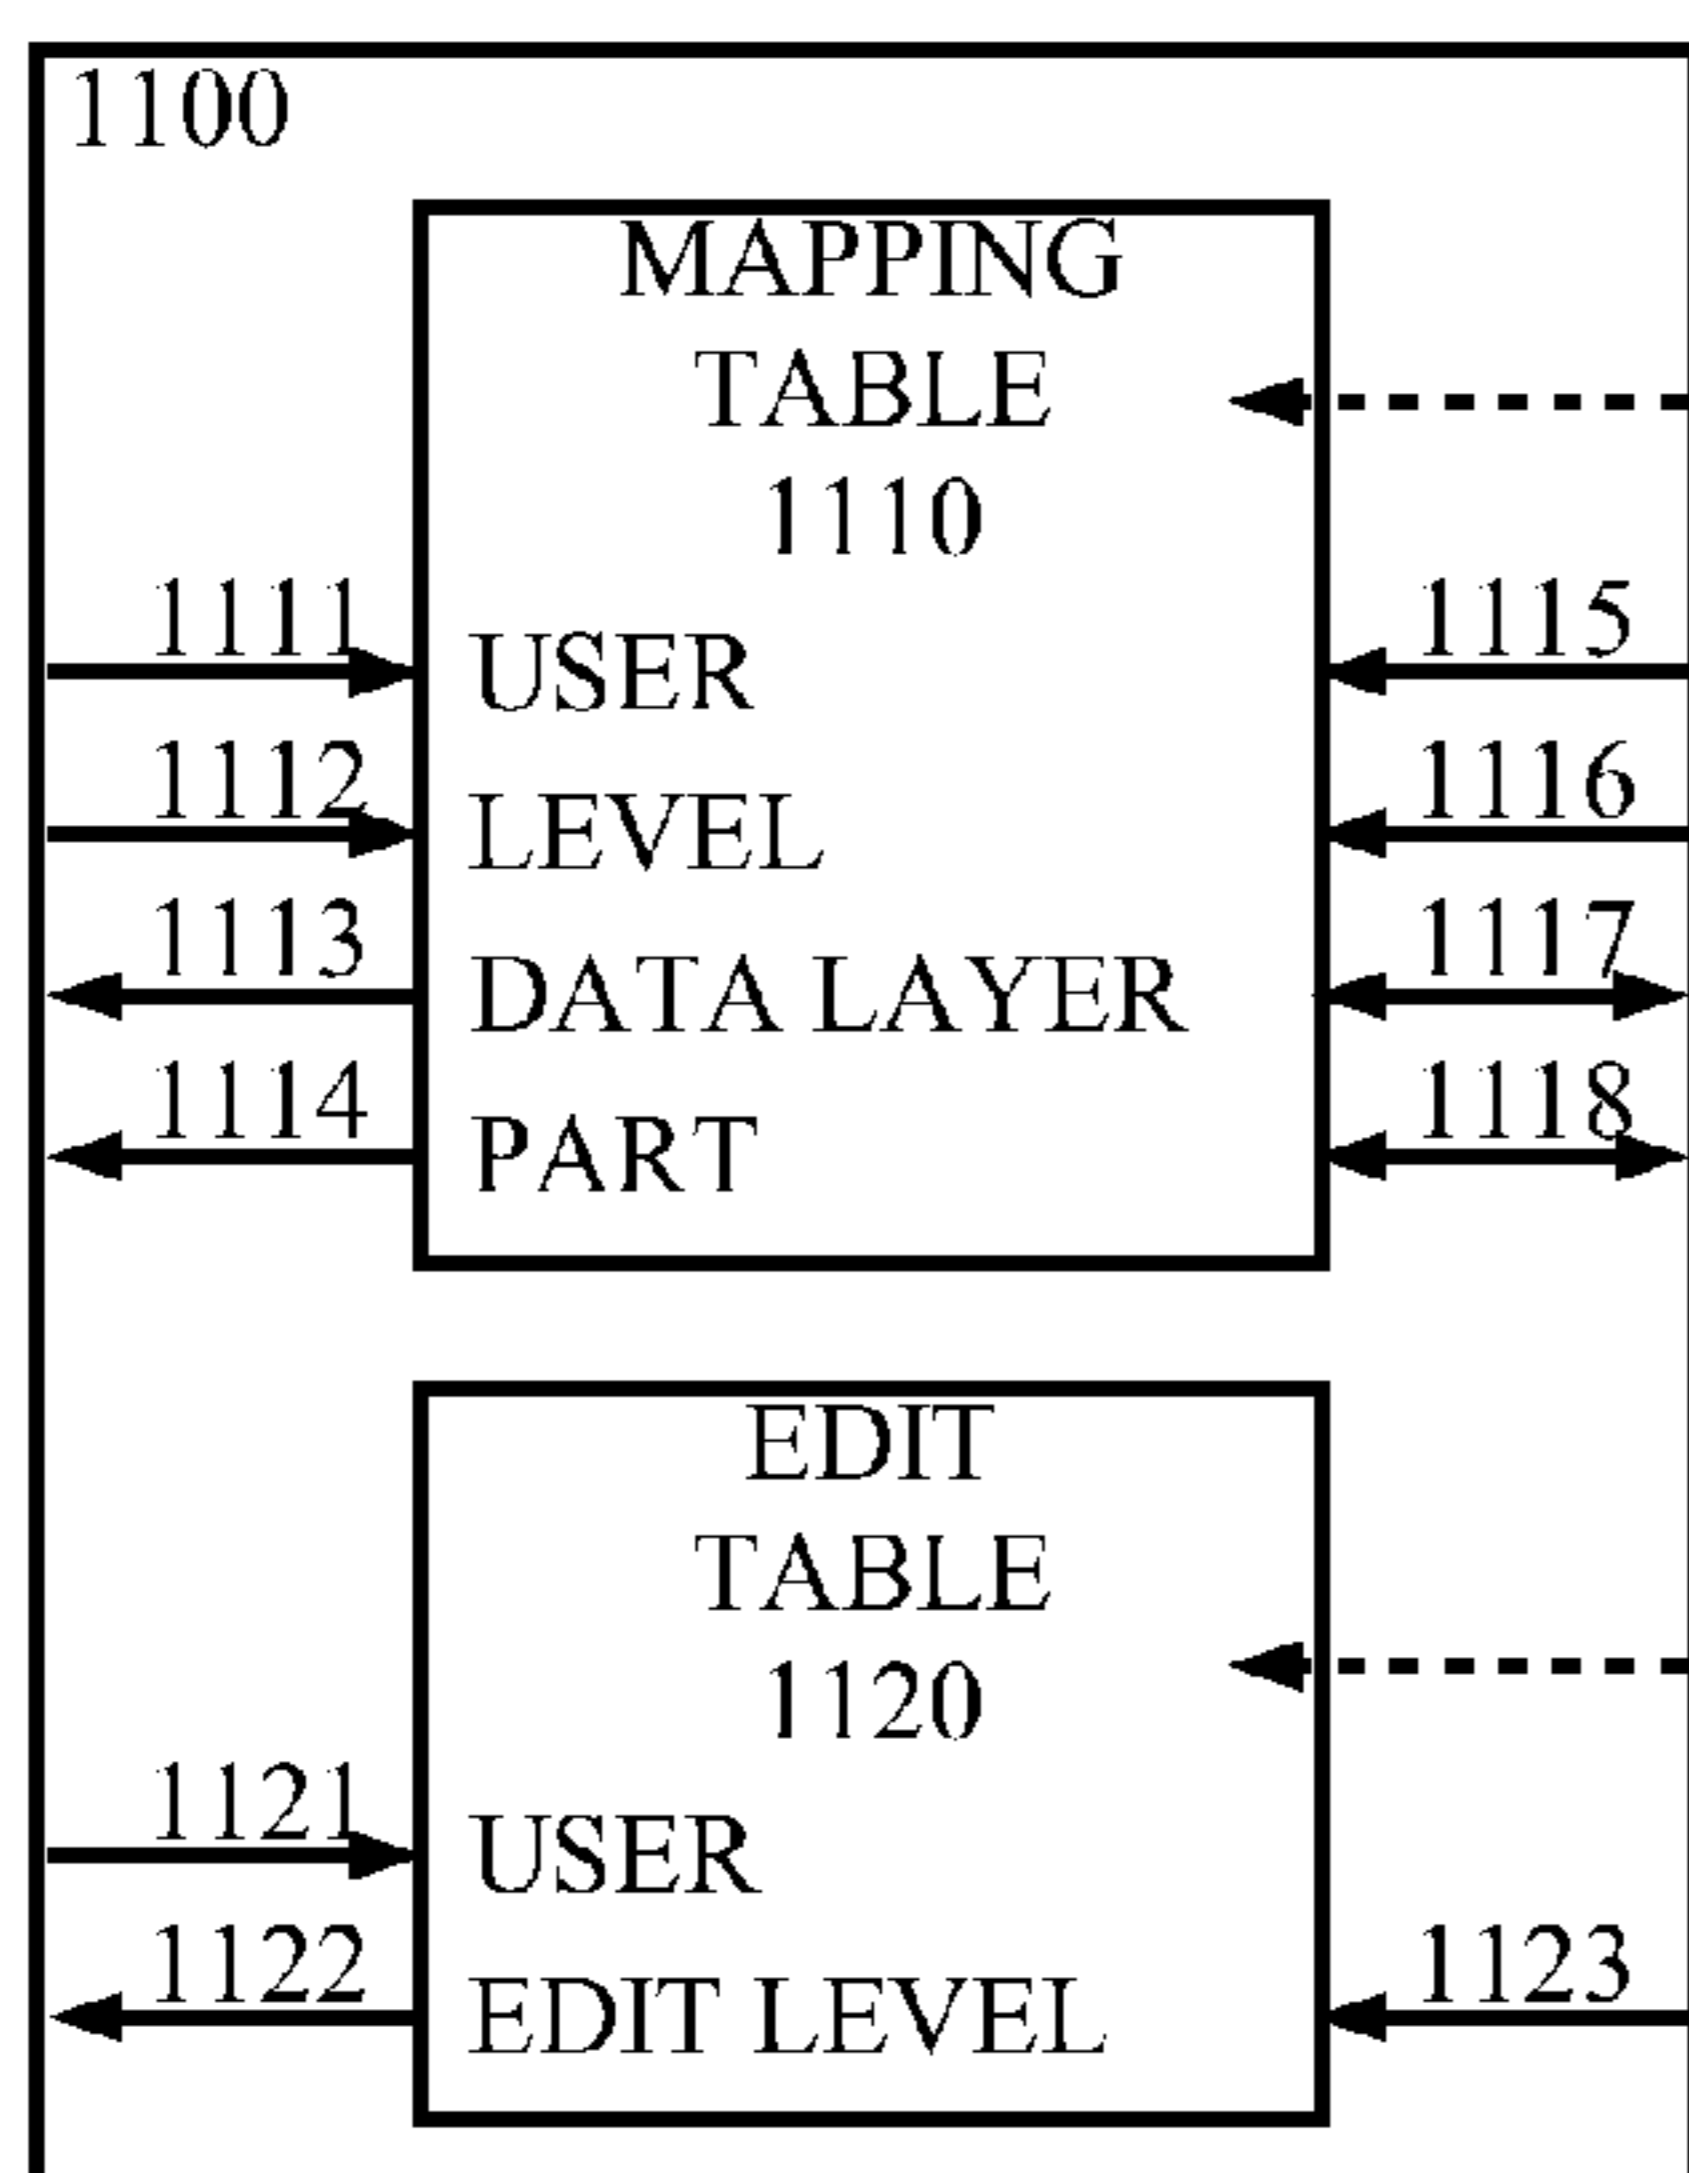 1100
MAPPING
TABLE
1110
1111
USER
1115
1112
LEVEL
1116
1113
DATA LAYER
1117
1114
PART
1118
EDIT
TABLE
1120
1121
USER
1122
EDIT LEVEL
1123